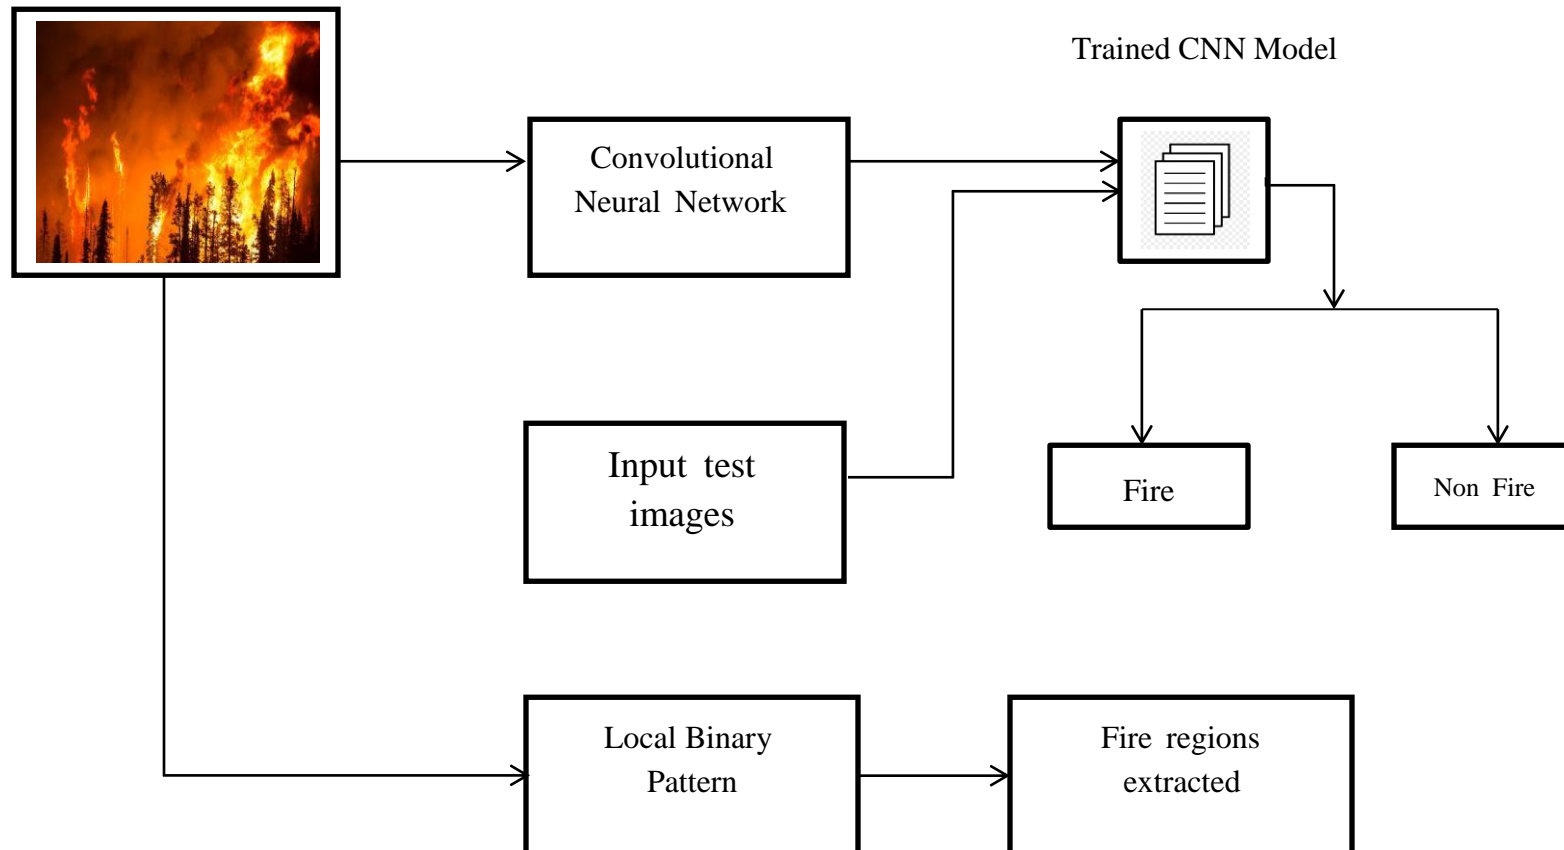 Trained CNN Model
Convolutional
Neural Network
Input test
images
Fire
Non Fire
Local Binary
Pattern
Fire regions
extracted